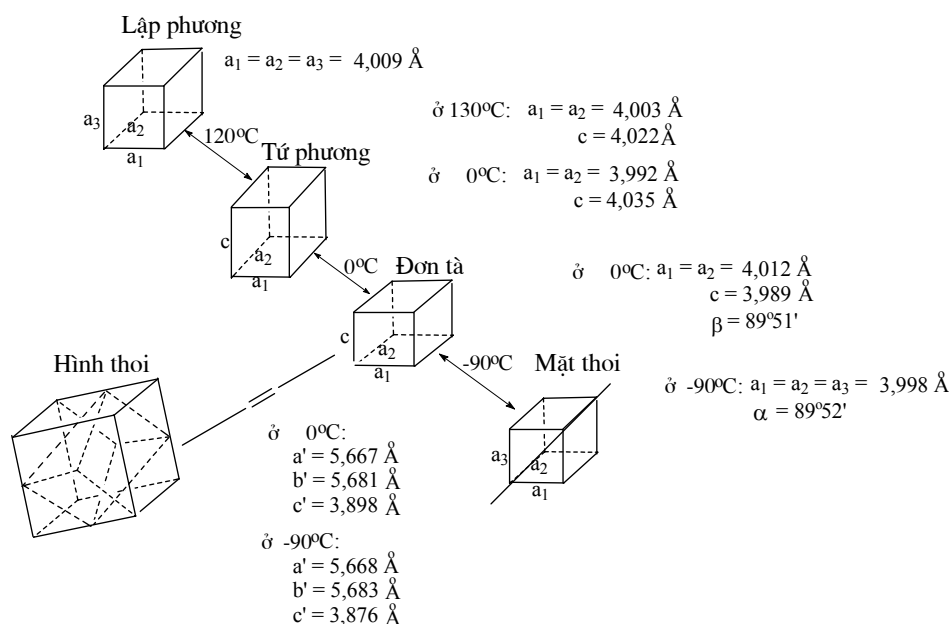 Lập phương
a₁ = a₂ = a₃ = 4,009 Å
a₃
a₂
a₁
120ºC
ở 130ºC: a₁ = a₂ = 4,003 Å
c = 4,022 Å
Tứ phương
ở 0ºC: a₁ = a₂ = 3,992 Å
c = 4,035 Å
c
a₂
a₁
0ºC
Đơn tà
ở 0ºC: a₁ = a₂ = 4,012 Å
c = 3,989 Å
β = 89º51'
c
a₂
a₁
-90ºC
Mặt thoi
ở -90ºC: a₁ = a₂ = a₃ = 3,998 Å
α = 89º52'
a₃
a₂
a₁
Hình thoi
ở 0ºC:
a' = 5,667 Å
b' = 5,681 Å
c' = 3,898 Å
ở -90ºC:
a' = 5,668 Å
b' = 5,683 Å
c' = 3,876 Å